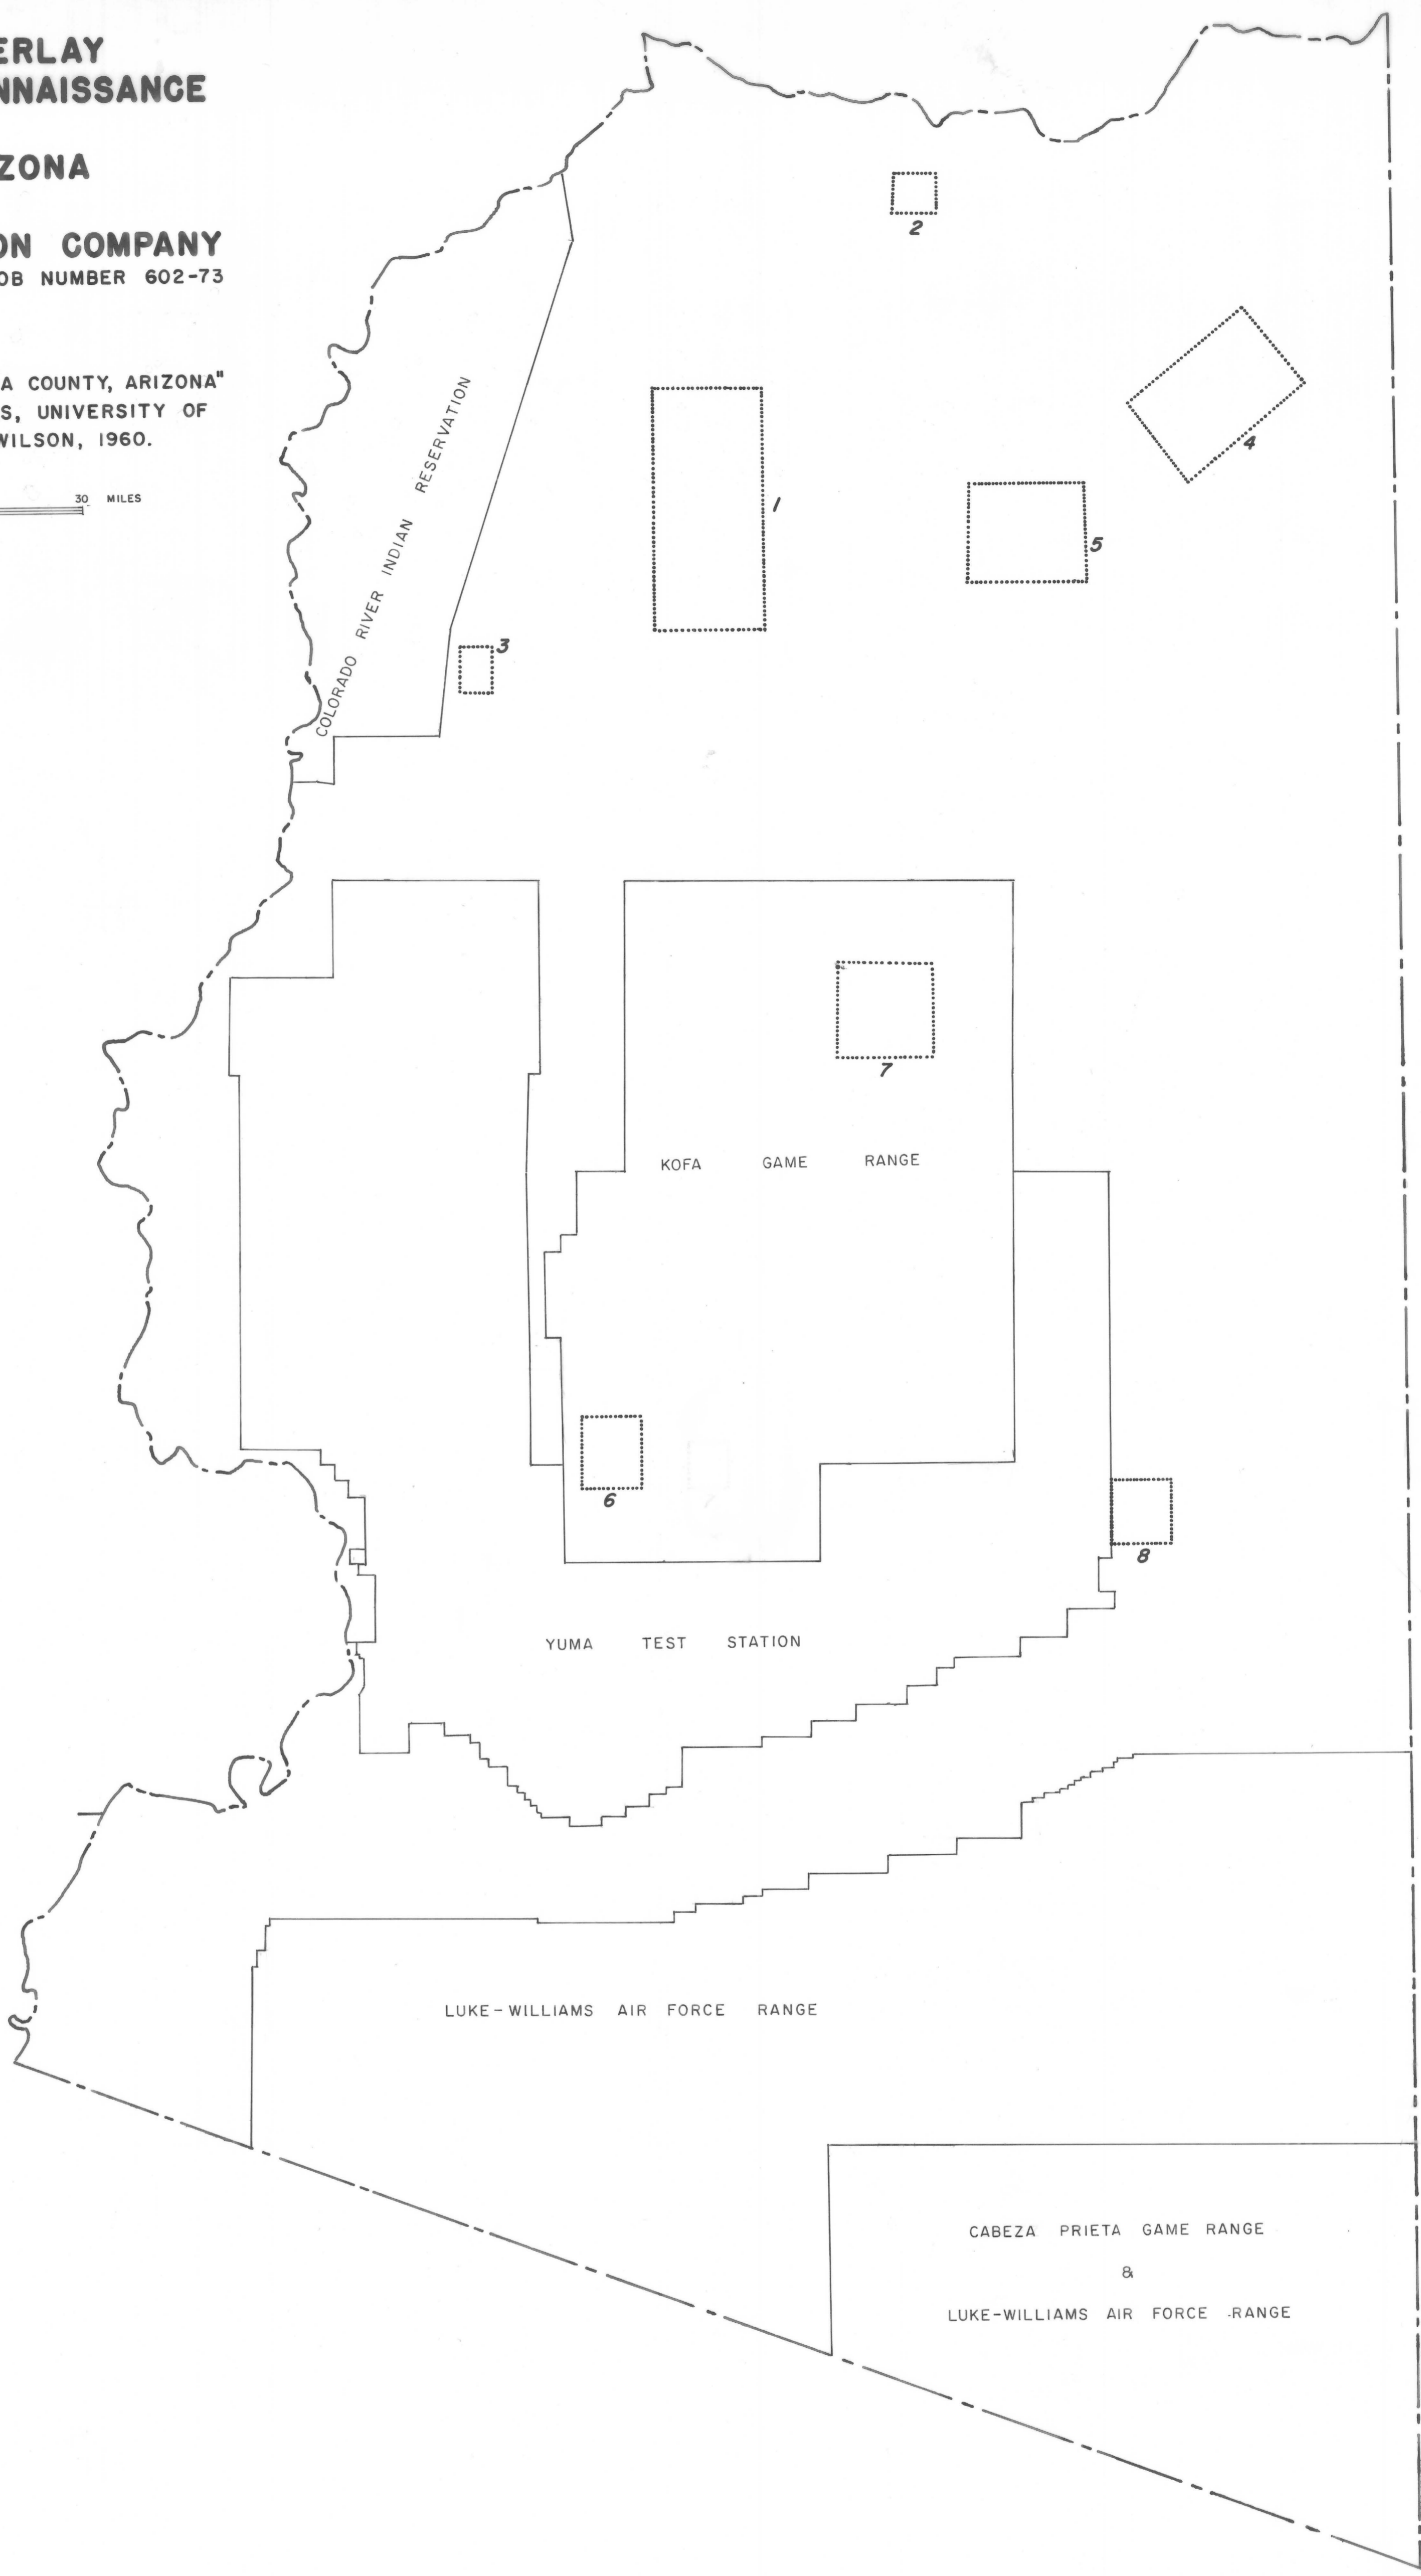 ERLAY
NNAISSANCE
ZONA
ON COMPANY
OB NUMBER 602-73
A COUNTY, ARIZONA"
S, UNIVERSITY OF
WILSON, 1960.
30 MILES
2
4
1
5
COLORADO RIVER INDIAN RESERVATION
3
7
KOFA GAME RANGE
6
8
YUMA TEST STATION
LUKE-WILLIAMS AIR FORCE RANGE
CABEZA PRIETA GAME RANGE
&
LUKE-WILLIAMS AIR FORCE RANGE